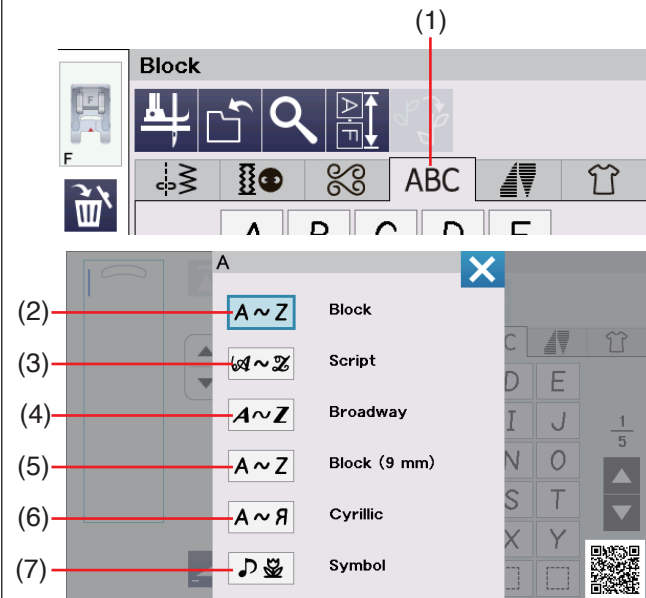 (1)
Block
F
F
A F
ABC
A B C D E
A
(2) A ~ Z Block
(3) A ~ Z Script
C
D E
(4) A ~ Z Broadway
I J
1
5
(5) A ~ Z Block (9 mm)
N O
(6) A ~ Я Cyrillic
S T
X Y
(7) Symbol